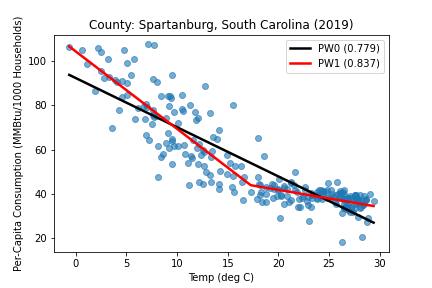 County: Spartanburg, South Carolina (2019)
PW0 (0.779)
PW1 (0.837)
Per-Capita Consumption (MMBtu/1000 Households)
100
80
60
40
20
0 5 10 15 20 25 30
Temp (deg C)